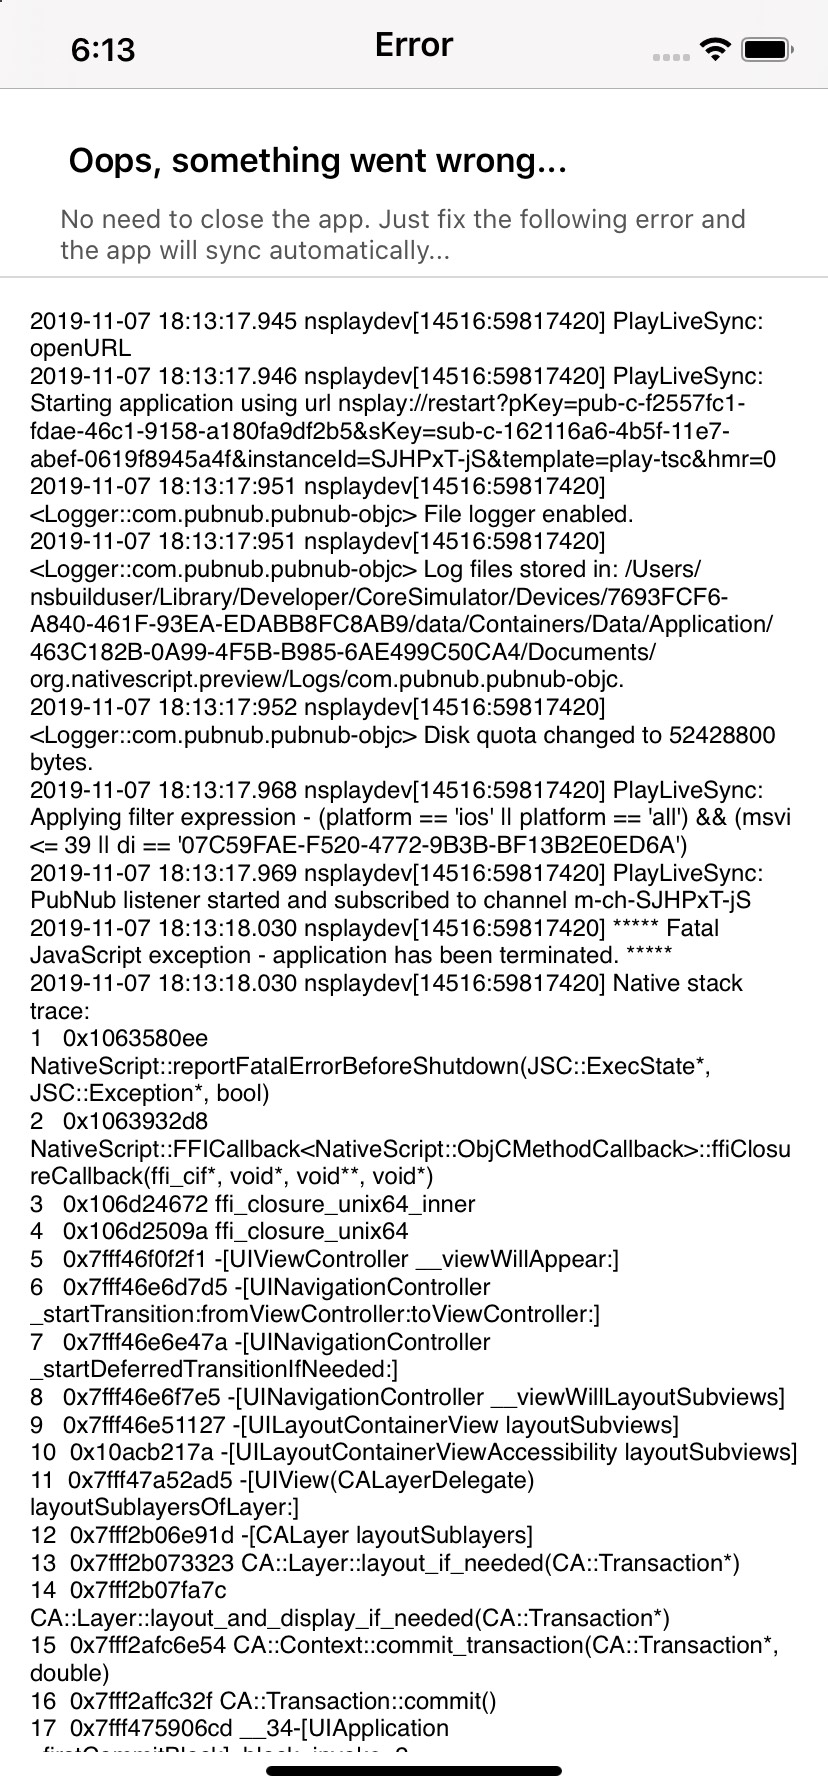 6:13
Error
Oops, something went wrong...
No need to close the app. Just fix the following error and
the app will sync automatically...
2019-11-07 18:13:17.945 nsplaydev[14516:59817420] PlayLiveSync:
openURL
2019-11-07 18:13:17.946 nsplaydev[14516:59817420] PlayLiveSync:
Starting application using url nsplay://restart?pKey=pub-c-f2557fc1-
fdae-46c1-9158-a180fa9df2b5&sKey=sub-c-162116a6-4b5f-11e7-
abef-0619f8945a4f&instanceId=SJHPxT-jS&template=play-tsc&hmr=0
2019-11-07 18:13:17:951 nsplaydev[14516:59817420]
<Logger::com.pubnub.pubnub-objc> File logger enabled.
2019-11-07 18:13:17:951 nsplaydev[14516:59817420]
<Logger::com.pubnub.pubnub-objc> Log files stored in: /Users/
nsbuilduser/Library/Developer/CoreSimulator/Devices/7693FCF6-
A840-461F-93EA-EDABB8FC8AB9/data/Containers/Data/Application/
463C182B-0A99-4F5B-B985-6AE499C50CA4/Documents/
org.nativescript.preview/Logs/com.pubnub.pubnub-objc.
2019-11-07 18:13:17:952 nsplaydev[14516:59817420]
<Logger::com.pubnub.pubnub-objc> Disk quota changed to 52428800
bytes.
2019-11-07 18:13:17.968 nsplaydev[14516:59817420] PlayLiveSync:
Applying filter expression - (platform == 'ios' || platform == 'all') && (msvi
<= 39 || di == '07C59FAE-F520-4772-9B3B-BF13B2E0ED6A')
2019-11-07 18:13:17.969 nsplaydev[14516:59817420] PlayLiveSync:
PubNub listener started and subscribed to channel m-ch-SJHPxT-jS
2019-11-07 18:13:18.030 nsplaydev[14516:59817420] ***** Fatal
JavaScript exception - application has been terminated. *****
2019-11-07 18:13:18.030 nsplaydev[14516:59817420] Native stack
trace:
1 0x1063580ee
NativeScript::reportFatalErrorBeforeShutdown(JSC::ExecState*,
JSC::Exception*, bool)
2 0x1063932d8
NativeScript::FFICallback<NativeScript::ObjCMethodCallback>::ffiClosu
reCallback(ffi_cif*, void*, void**, void*)
3 0x106d24672 ffi_closure_unix64_inner
4 0x106d2509a ffi_closure_unix64
5 0x7fff46f0f2f1 -[UIViewController __viewWillAppear:]
6 0x7fff46e6d7d5 -[UINavigationController
_startTransition:fromViewController:toViewController:]
7 0x7fff46e6e47a -[UINavigationController
_startDeferredTransitionIfNeeded:]
8 0x7fff46e6f7e5 -[UINavigationController __viewWillLayoutSubviews]
9 0x7fff46e51127 -[UILayoutContainerView layoutSubviews]
10 0x10acb217a -[UILayoutContainerViewAccessibility layoutSubviews]
11 0x7fff47a52ad5 -[UIView(CALayerDelegate)
layoutSublayersOfLayer:]
12 0x7fff2b06e91d -[CALayer layoutSublayers]
13 0x7fff2b073323 CA::Layer::layout_if_needed(CA::Transaction*)
14 0x7fff2b07fa7c
CA::Layer::layout_and_display_if_needed(CA::Transaction*)
15 0x7fff2afc6e54 CA::Context::commit_transaction(CA::Transaction*,
double)
16 0x7fff2affc32f CA::Transaction::commit()
17 0x7fff475906cd __34-[UIApplication